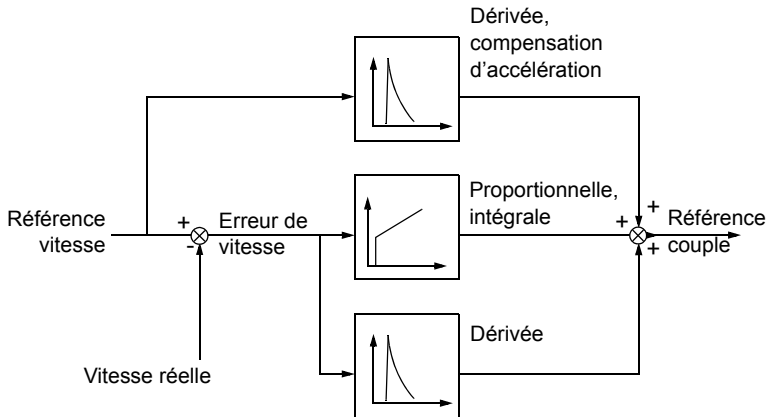 Dérivée,
compensation
d'accélération
Proportionnelle,
intégrale
+
+
Référence
vitesse
+
-
Erreur de
vitesse
Référence
couple
+
Dérivée
Vitesse réelle